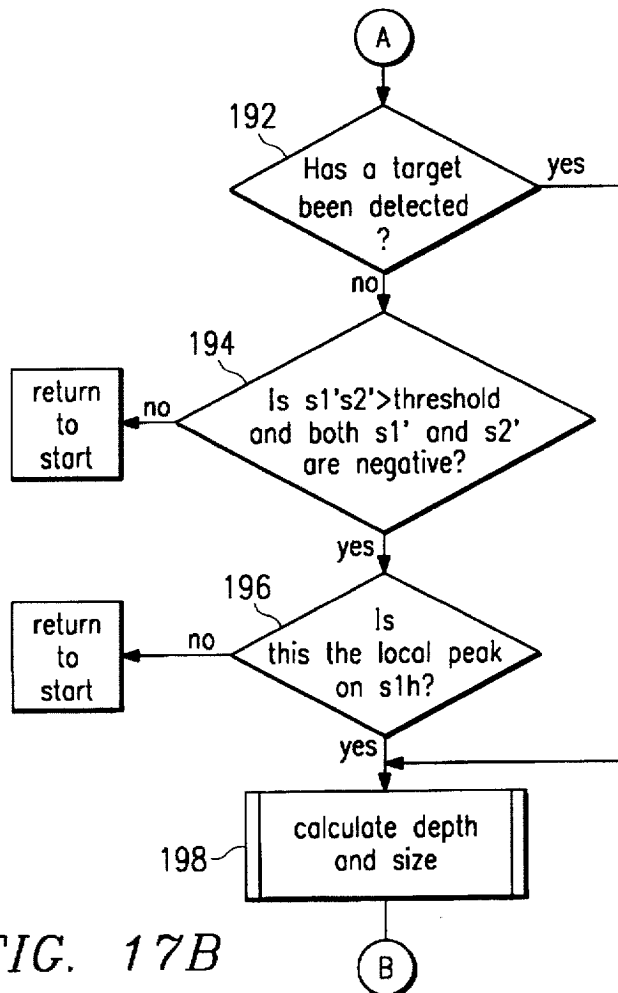 A
192
Has a target
been detected
?
yes
no
194
Is s1's2'>threshold
and both s1' and s2'
are negative?
no
return
to
start
yes
196
Is
this the local peak
on s1h?
no
return
to
start
yes
198
calculate depth
and size
B
FIG. 17B